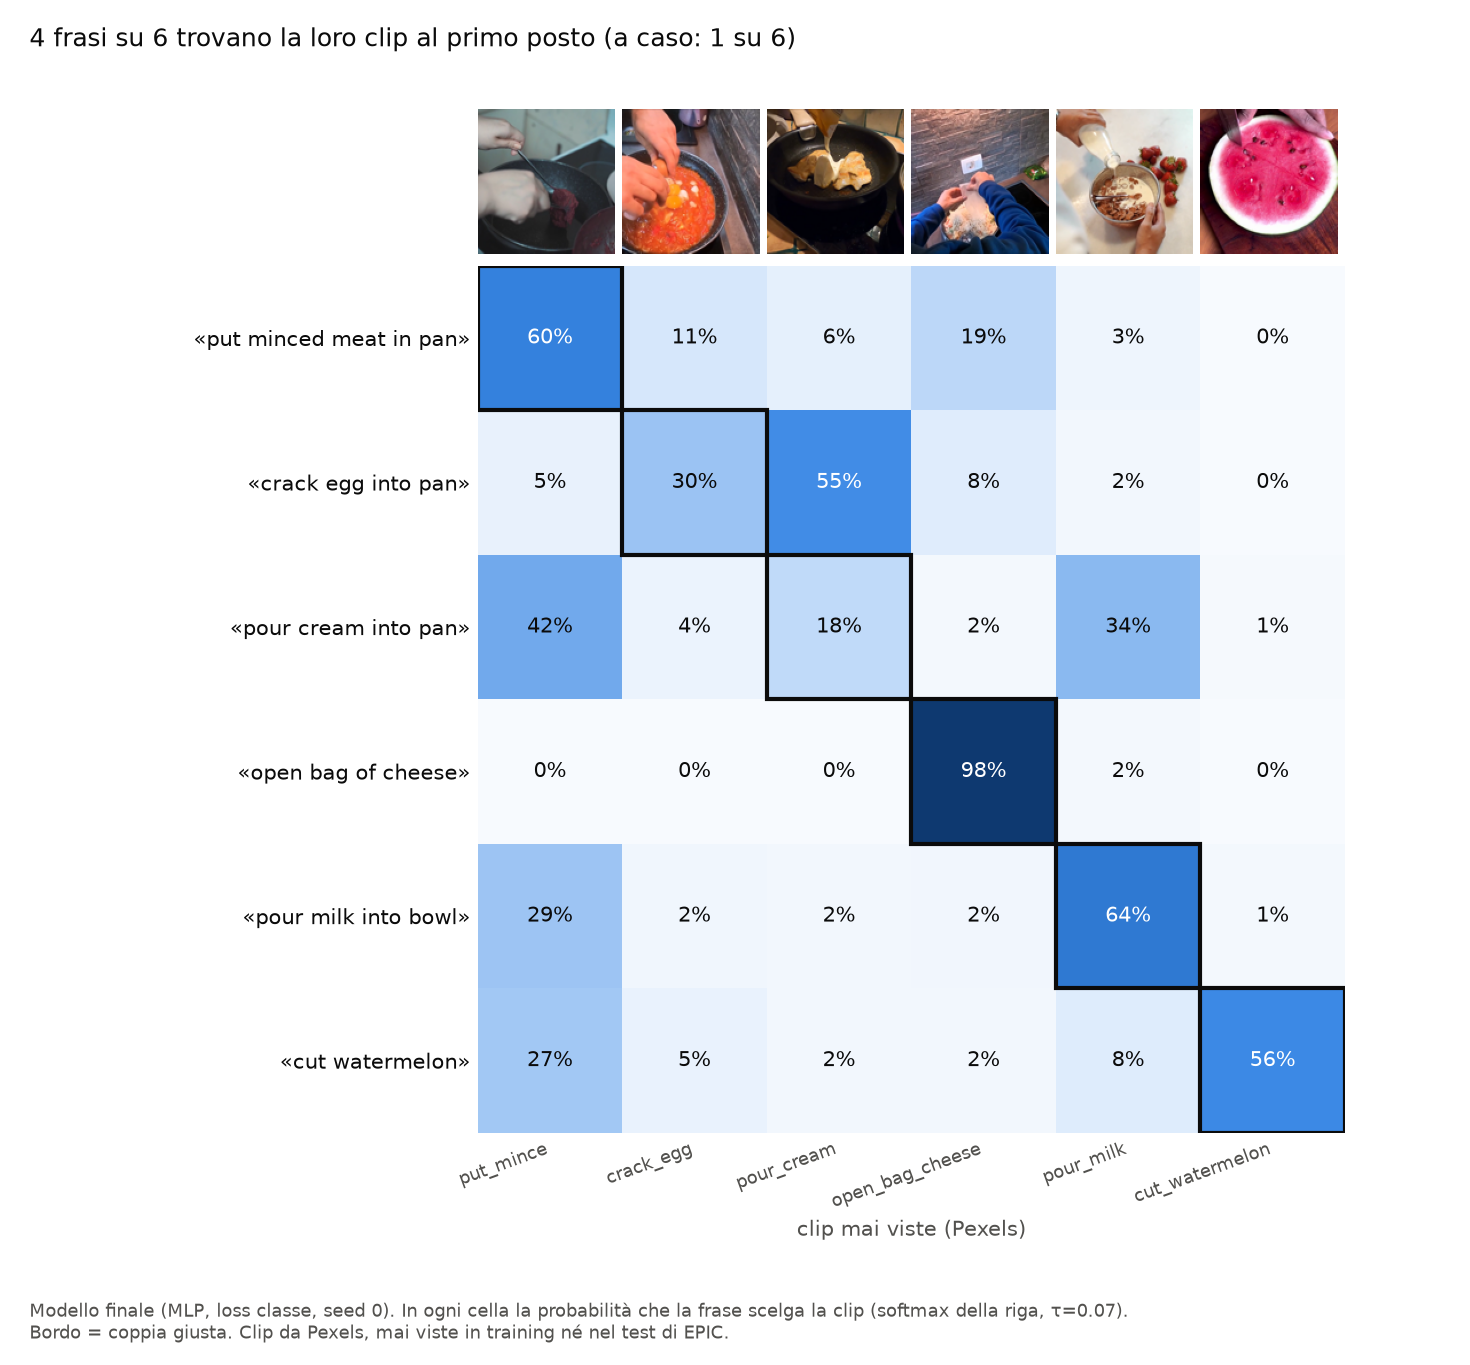 4 frasi su 6 trovano la loro clip al primo posto (a caso: 1 su 6)
«put minced meat in pan» 60% 11% 6% 19% 3% 0%
«crack egg into pan» 5% 30% 55% 8% 2% 0%
«pour cream into pan» 42% 4% 18% 2% 34% 1%
«open bag of cheese» 0% 0% 0% 98% 2% 0%
«pour milk into bowl» 29% 2% 2% 2% 64% 1%
«cut watermelon» 27% 5% 2% 2% 8% 56%
put_mince crack_egg pour_cream open_bag_cheese pour_milk cut_watermelon
clip mai viste (Pexels)
Modello finale (MLP, loss classe, seed 0). In ogni cella la probabilità che la frase scelga la clip (softmax della riga, τ=0.07).
Bordo = coppia giusta. Clip da Pexels, mai viste in training né nel test di EPIC.